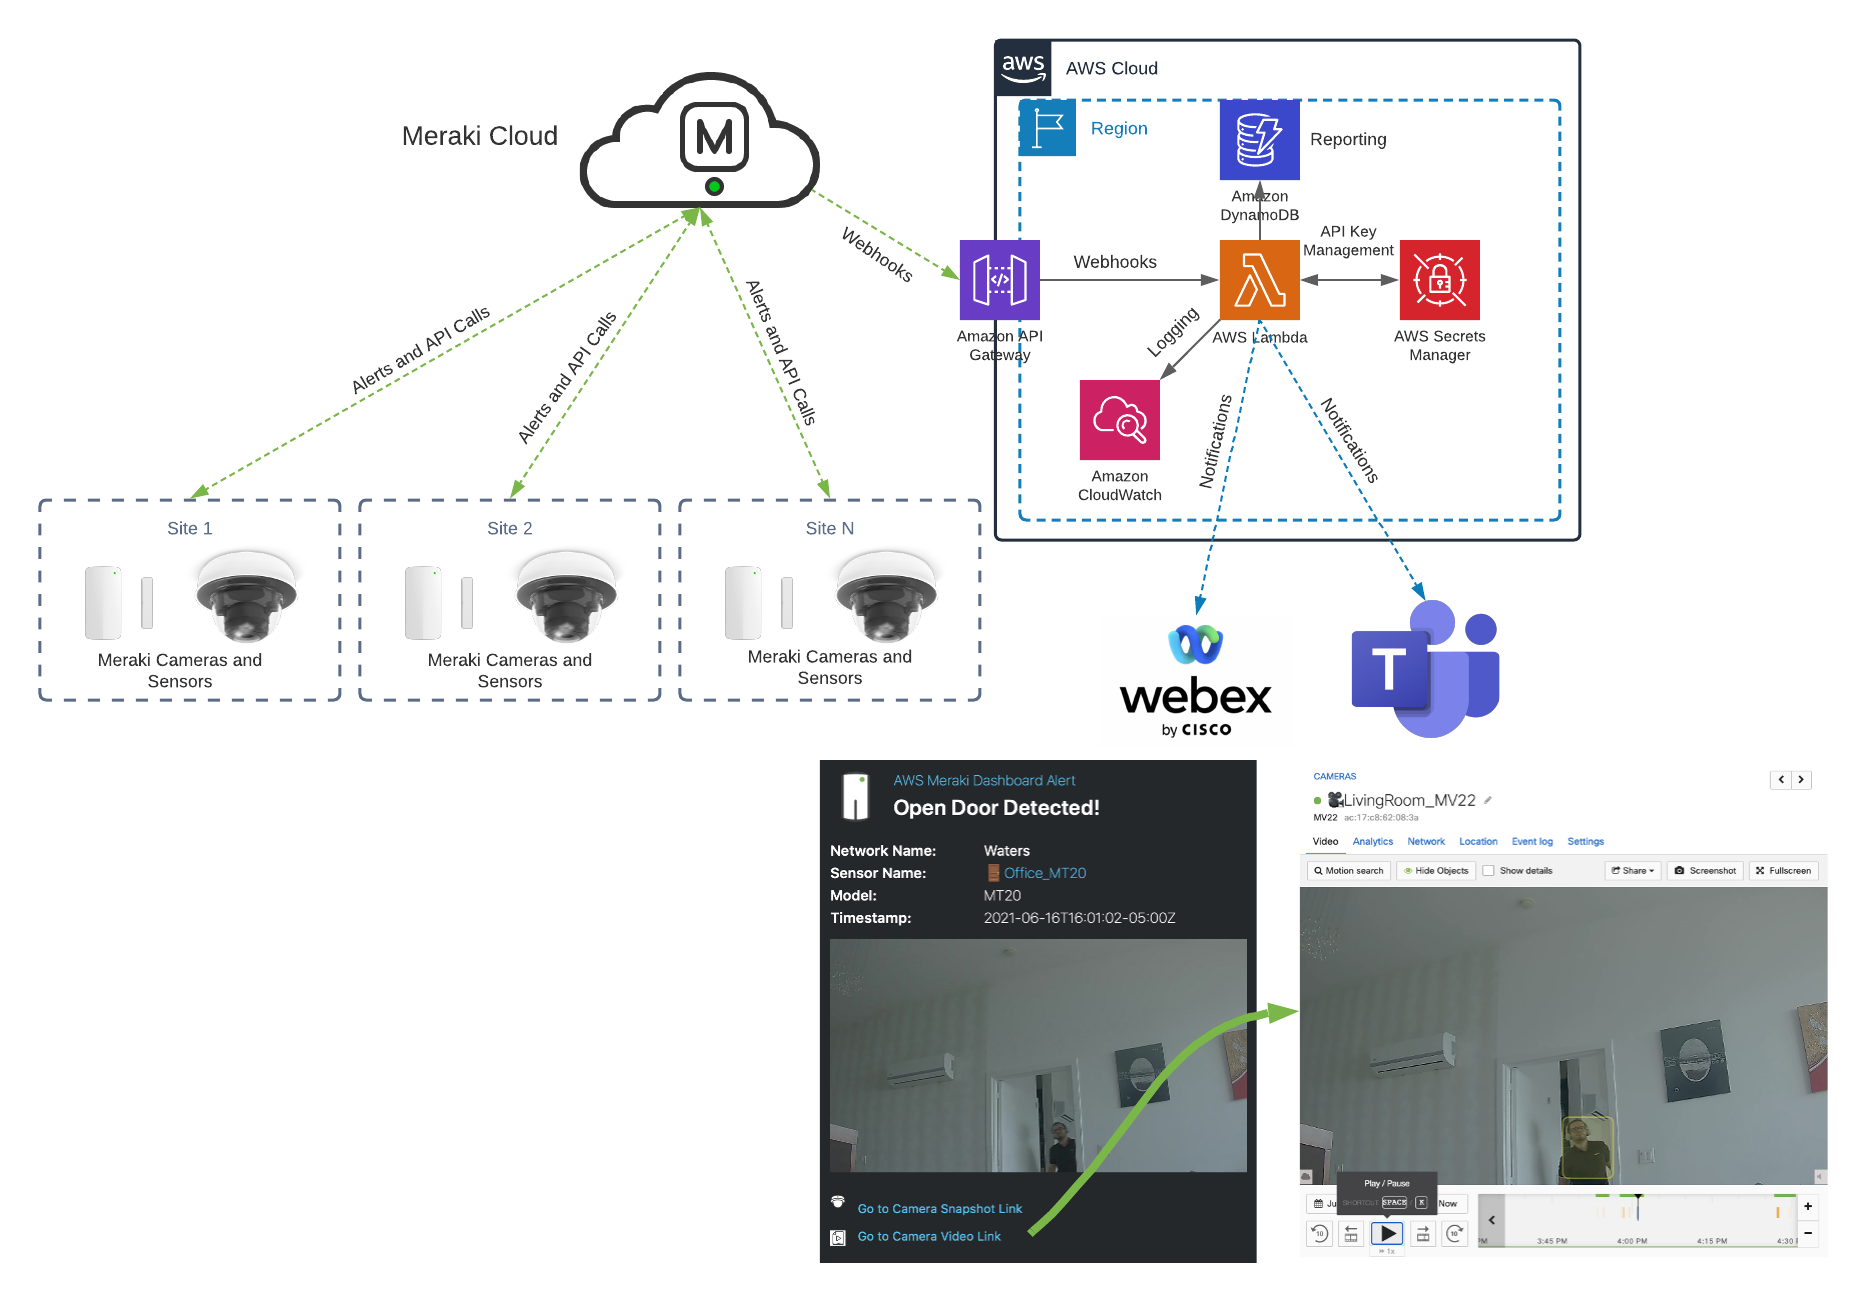 Meraki Cloud
M
aws
AWS Cloud
Region
Reporting
Amazon
DynamoDB
API Key
Management
Webhooks
Webhooks
Amazon API
Gateway
Logging
AWS Lambda
AWS Secrets
Manager
Amazon
CloudWatch
Notifications
Notifications
Alerts and API Calls
Alerts and API Calls
Alerts and API Calls
Site 1
Meraki Cameras and
Sensors
Site 2
Meraki Cameras and
Sensors
Site N
Meraki Cameras and
Sensors
webex
by CISCO
T
AWS Meraki Dashboard Alert
Open Door Detected!
Network Name: Waters
Sensor Name: Office_MT20
Model: MT20
Timestamp: 2021-06-16T16:01:02-05:00Z
Go to Camera Snapshot Link
Go to Camera Video Link
CAMERAS
LivingRoom_MV22
MV22 ac:17:c8:62:08:3a
Video Analytics Network Location Event log Settings
Motion search Hide Objects Show details Share Screenshot Fullscreen
Play / Pause
SHORTCUT SPACE / K
Ju Now
10 10
1x
PM 3:45 PM 4:00 PM 4:15 PM 4:30